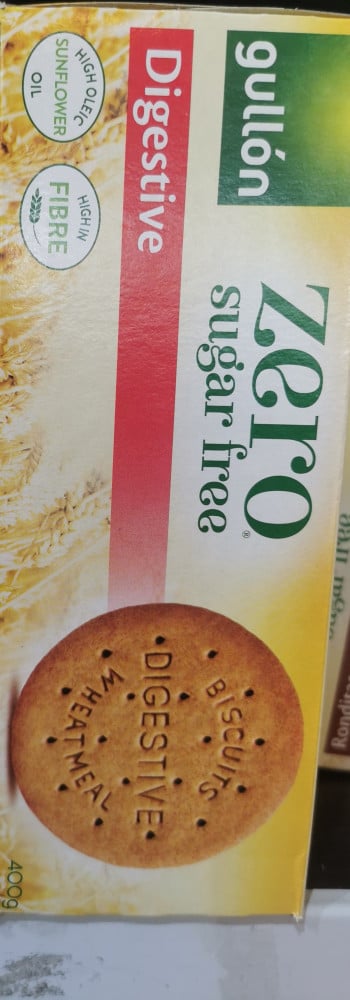 gullón
zero®
sugar free
Digestive
HIGH OLEIC
SUNFLOWER
OIL
HIGH IN
FIBRE
BISCUITS
DIGESTIVE
WHEATMEAL
400g